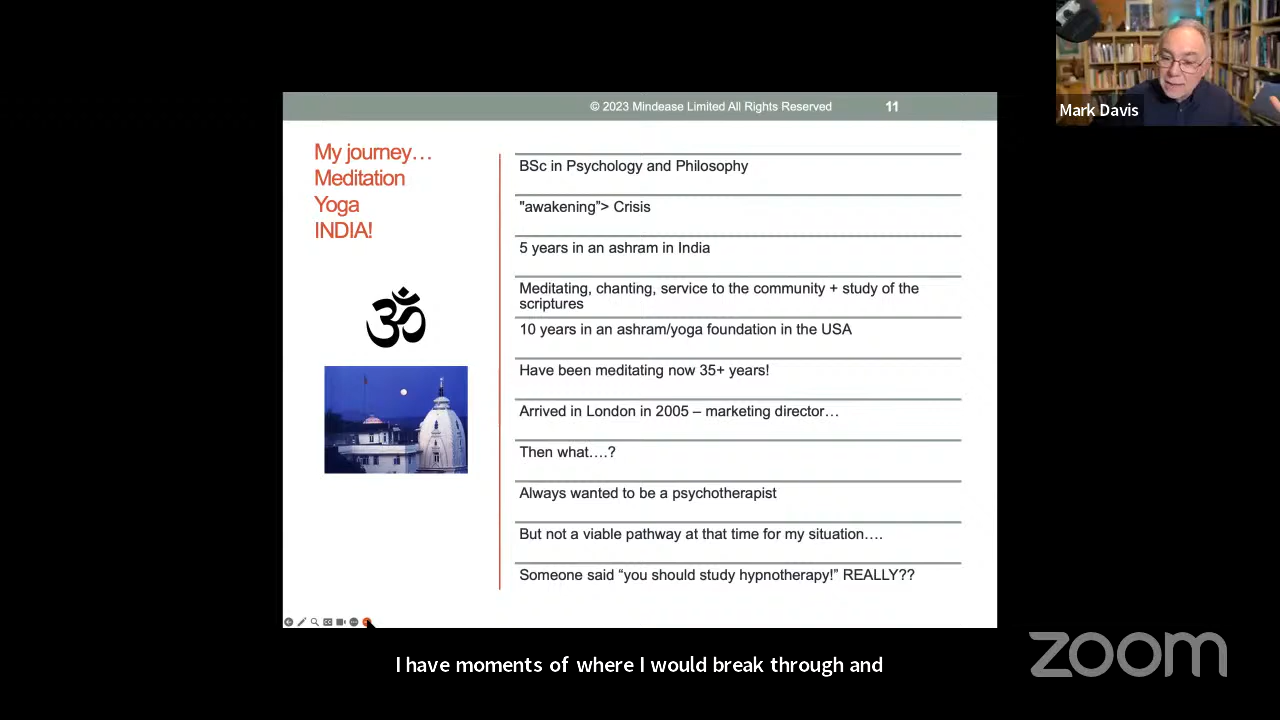 © 2023 Mindease Limited All Rights Reserved 11
My journey…
Meditation
Yoga
INDIA!
ॐ
BSc in Psychology and Philosophy
"awakening”> Crisis
5 years in an ashram in India
Meditating, chanting, service to the community + study of the
scriptures
10 years in an ashram/yoga foundation in the USA
Have been meditating now 35+ years!
Arrived in London in 2005 – marketing director…
Then what….?
Always wanted to be a psychotherapist
But not a viable pathway at that time for my situation….
Someone said “you should study hypnotherapy!” REALLY??
Mark Davis
I have moments of where I would break through and
zoom